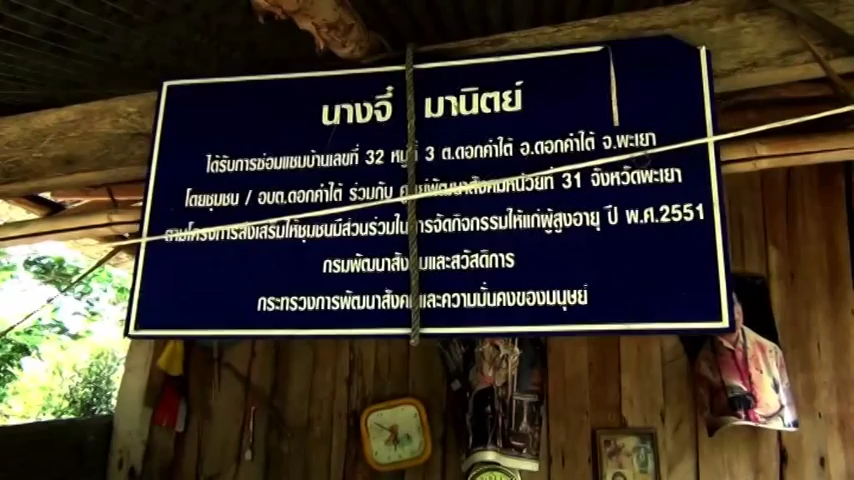 นางจึ๋ มานิตย์
ได้รับการซ่อมแซมบ้านเลขที่ 32 หมู่ที่ 3 ต.ดอกคำใต้ อ.ดอกคำใต้ จ.พะเยา
โดยชุมชน / อบต.ดอกคำใต้ ร่วมกับ ศูนย์พัฒนาสังคมหน่วยที่ 31 จังหวัดพะเยา
ตามโครงการส่งเสริมให้ชุมชนมีส่วนร่วมในการจัดกิจกรรมให้แก่ผู้สูงอายุ ปี พ.ศ.2551
กรมพัฒนาสังคมและสวัสดิการ
กระทรวงการพัฒนาสังคมและความมั่นคงของมนุษย์